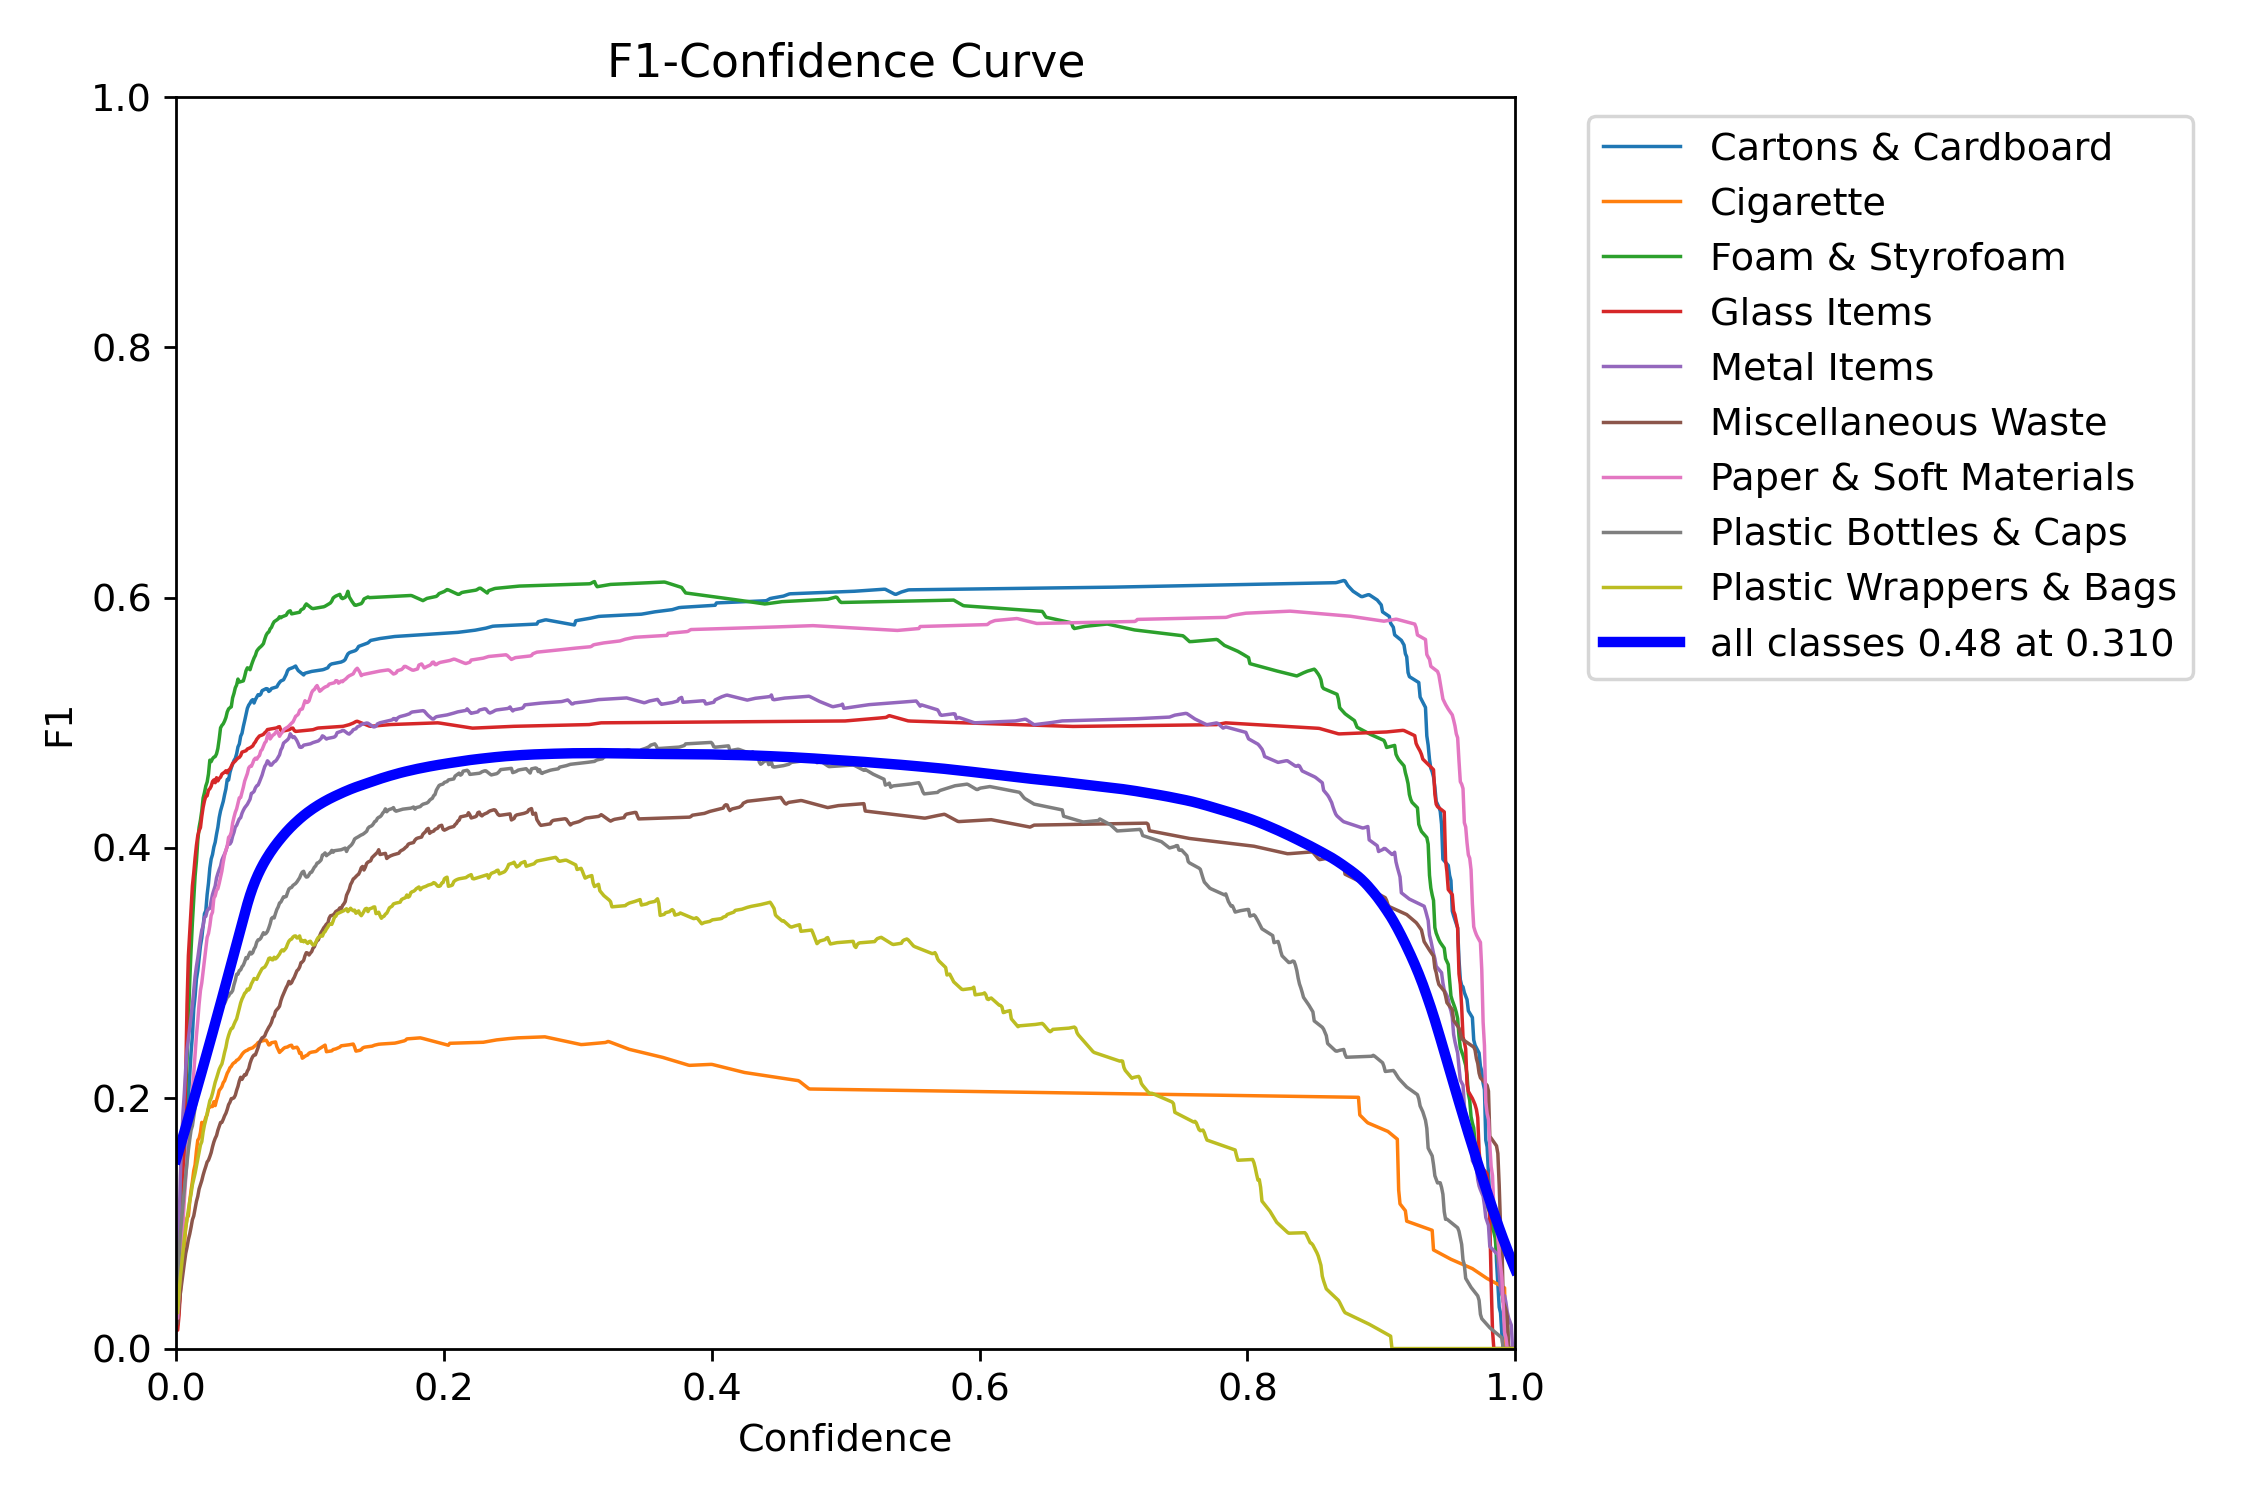 F1-Confidence Curve
1.0
0.8
0.6
0.4
0.2
0.0
F1
0.0 0.2 0.4 0.6 0.8 1.0
Confidence
Cartons & Cardboard
Cigarette
Foam & Styrofoam
Glass Items
Metal Items
Miscellaneous Waste
Paper & Soft Materials
Plastic Bottles & Caps
Plastic Wrappers & Bags
all classes 0.48 at 0.310